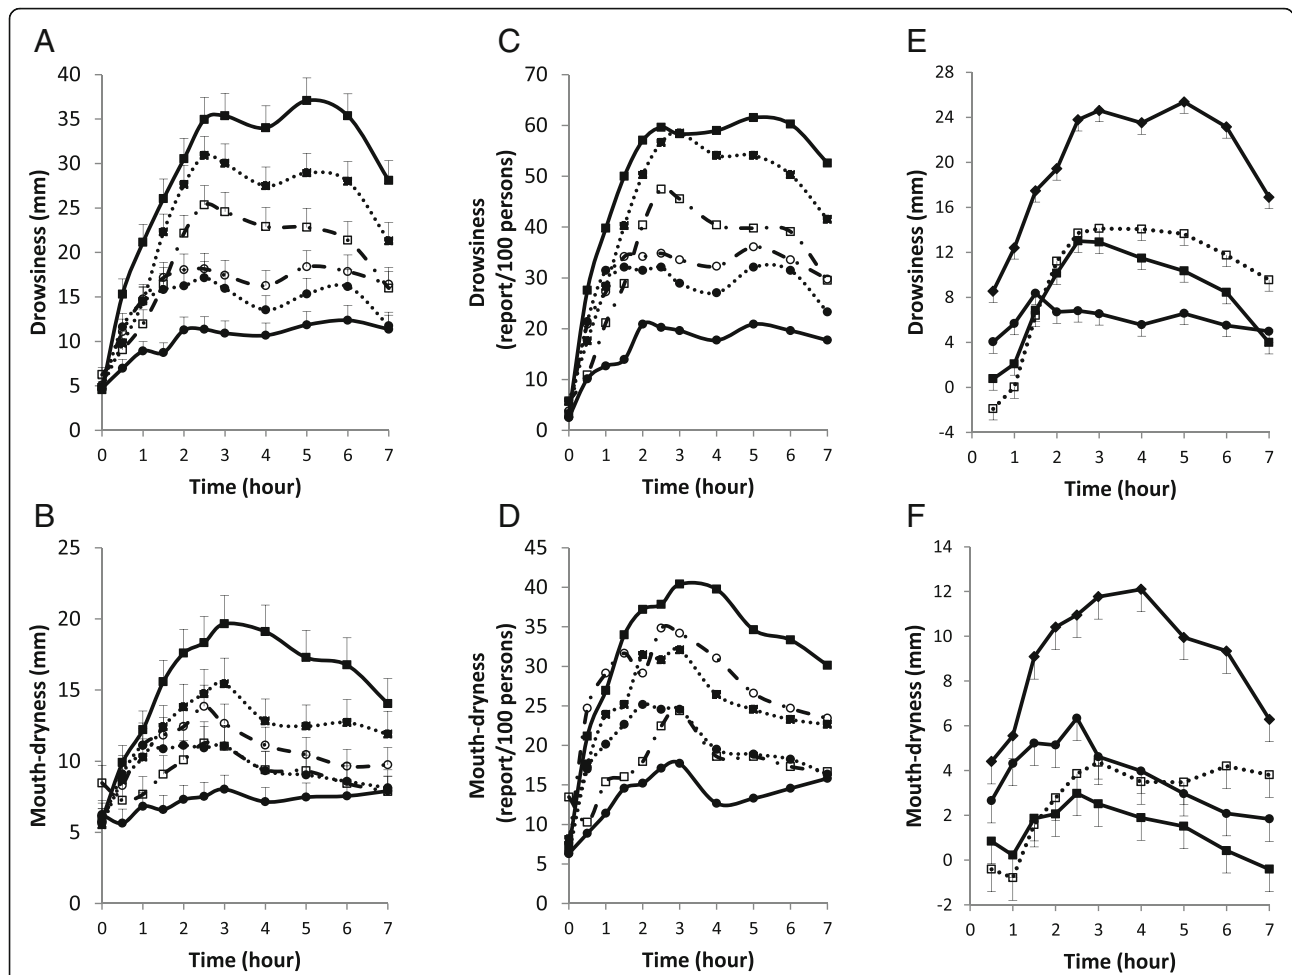 A
Drowsiness (mm)
40
35
30
25
20
15
10
5
0
0 1 2 3 4 5 6 7
Time (hour)
C
Drowsiness
(report/100 persons)
70
60
50
40
30
20
10
0
0 1 2 3 4 5 6 7
Time (hour)
E
Drowsiness (mm)
28
24
20
16
12
8
4
0
-4
0 1 2 3 4 5 6 7
Time (hour)
B
Mouth-dryness (mm)
25
20
15
10
5
0
0 1 2 3 4 5 6 7
Time (hour)
D
Mouth-dryness
(report/100 persons)
45
40
35
30
25
20
15
10
5
0
0 1 2 3 4 5 6 7
Time (hour)
F
Mouth-dryness (mm)
14
12
10
8
6
4
2
0
-2
0 1 2 3 4 5 6 7
Time (hour)